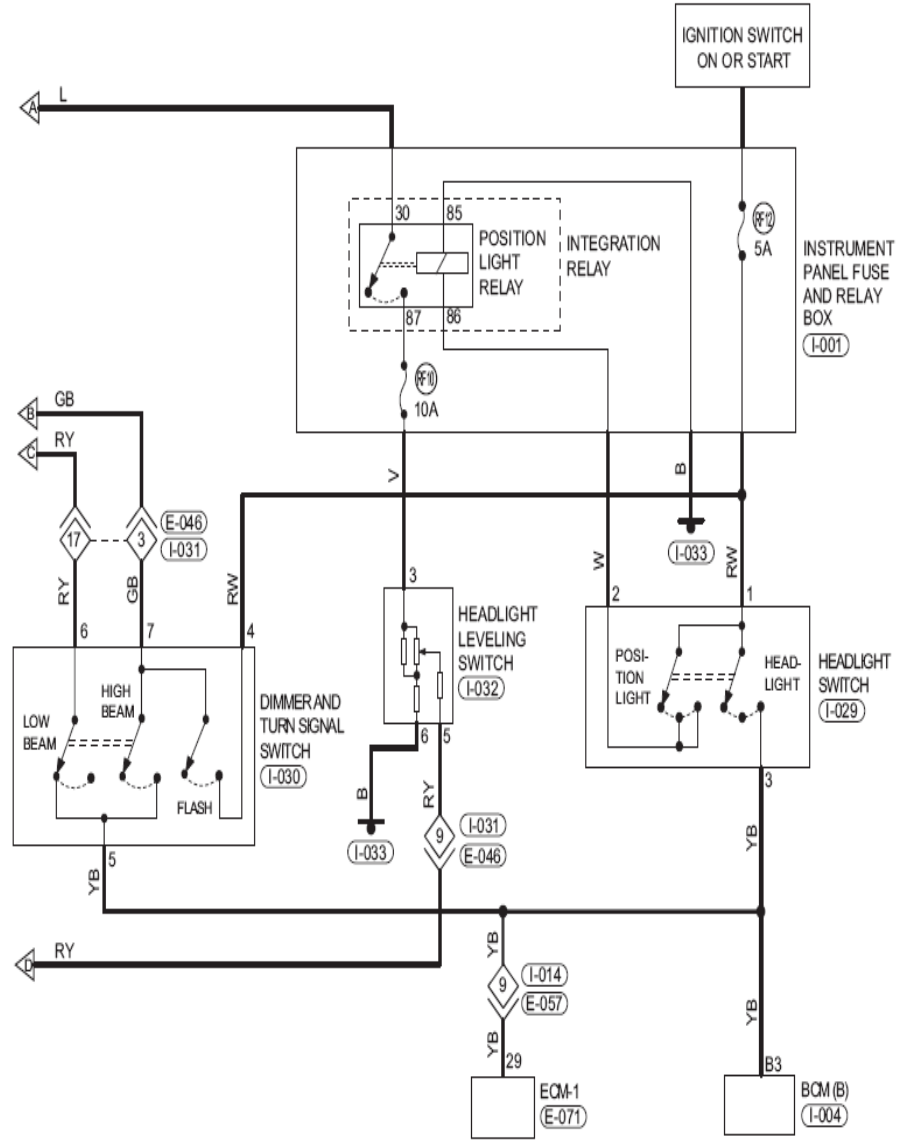 IGNITION SWITCH
ON OR START
A
L
30
85
POSITION
LIGHT
RELAY
INTEGRATION
RELAY
87
86
RF12
5A
INSTRUMENT
PANEL FUSE
AND RELAY
BOX
I-001
RF10
10A
B
GB
C
RY
17
3
E-046
I-031
RY
GB
RW
V
W
B
I-033
RW
6
7
4
LOW
BEAM
HIGH
BEAM
FLASH
DIMMER AND
TURN SIGNAL
SWITCH
I-030
5
YB
3
HEADLIGHT
LEVELING
SWITCH
I-032
6
5
B
I-033
RY
9
I-031
E-046
2
1
POSI-
TION
LIGHT
HEAD-
LIGHT
HEADLIGHT
SWITCH
I-029
3
YB
D
RY
YB
9
I-014
E-057
YB
29
ECM-1
E-071
YB
B3
BCM (B)
I-004